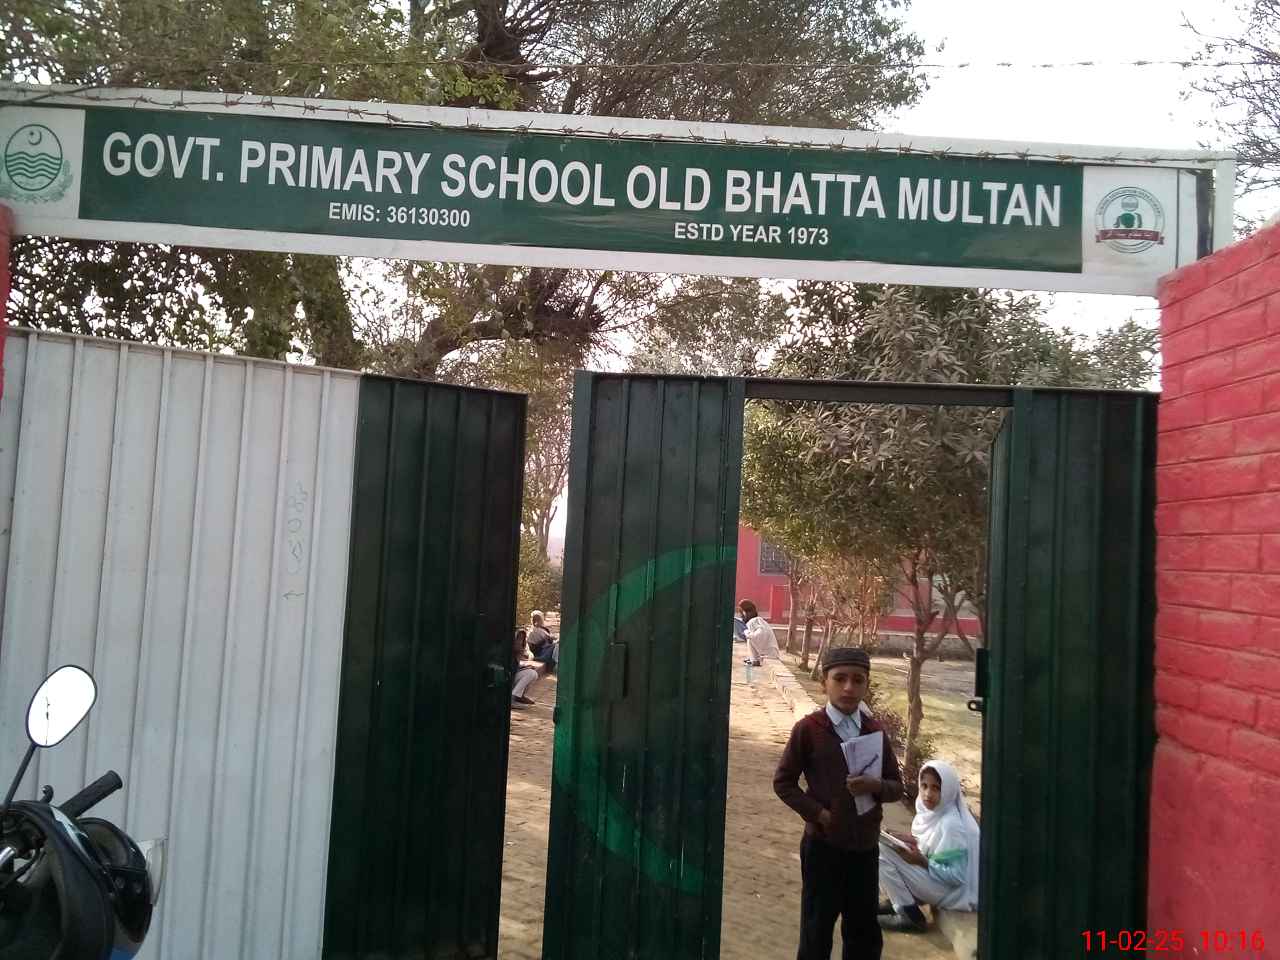 GOVT. PRIMARY SCHOOL OLD BHATTA MULTAN
EMIS: 36130300
ESTD YEAR 1973
11-02-25 10:16